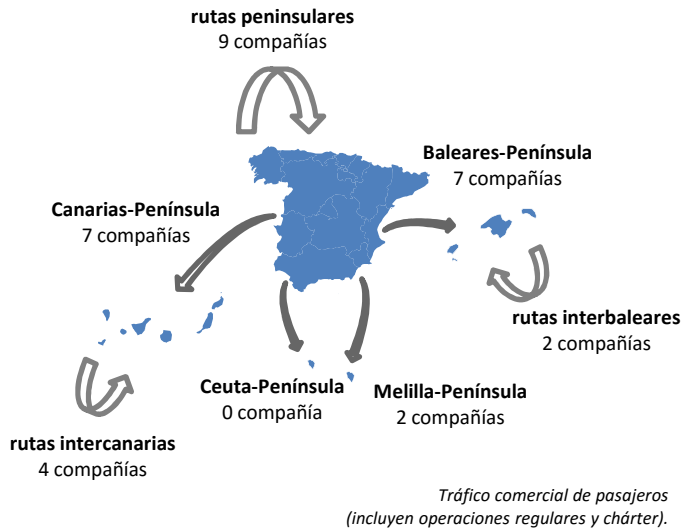 rutas peninsulares
9 compañías
Baleares-Península
7 compañías
Canarias-Península
7 compañías
rutas interbaleares
2 compañías
Ceuta-Península
0 compañía
Melilla-Península
2 compañías
rutas intercanarias
4 compañías
Tráfico comercial de pasajeros
(incluyen operaciones regulares y chárter).